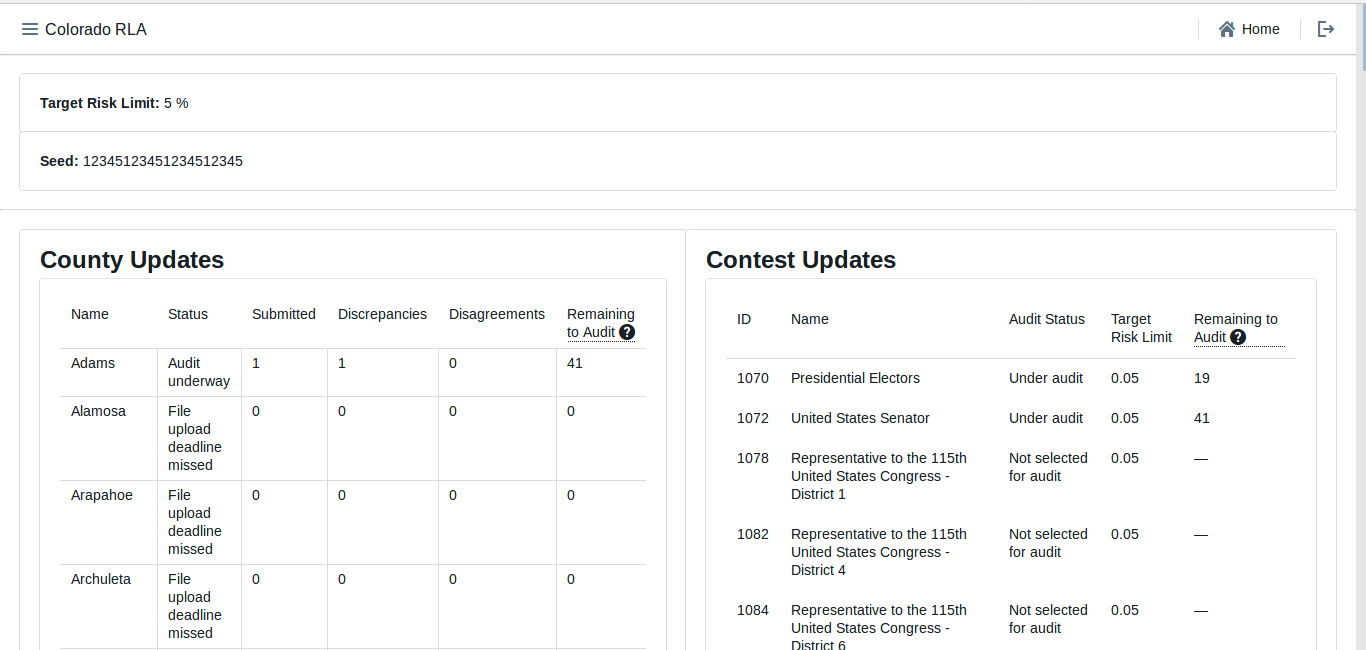 Colorado RLA
Home
Target Risk Limit: 5 %
Seed: 12345123451234512345
County Updates
Name Status Submitted Discrepancies Disagreements Remaining
to Audit ?
Adams Audit 1 1 0 41
underway
Alamosa File 0 0 0 0
upload
deadline
missed
Arapahoe File 0 0 0 0
upload
deadline
missed
Archuleta File 0 0 0 0
upload
deadline
missed
Contest Updates
ID Name Audit Status Target Remaining to
Risk Limit Audit ?
1070 Presidential Electors Under audit 0.05 19
1072 United States Senator Under audit 0.05 41
1078 Representative to the 115th Not selected 0.05 —
United States Congress - for audit
District 1
1082 Representative to the 115th Not selected 0.05 —
United States Congress - for audit
District 4
1084 Representative to the 115th Not selected 0.05 —
United States Congress - for audit
District 6